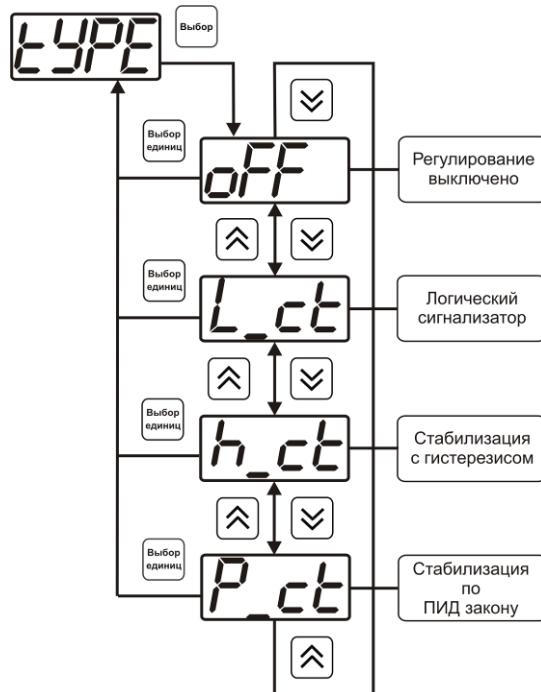 tYPE
Выбор
Выбор
единиц
oFF
Регулирование
выключено
Выбор
единиц
L_ct
Логический
сигнализатор
Выбор
единиц
h_ct
Стабилизация
с гистерезисом
Выбор
единиц
P_ct
Стабилизация
по
ПИД закону